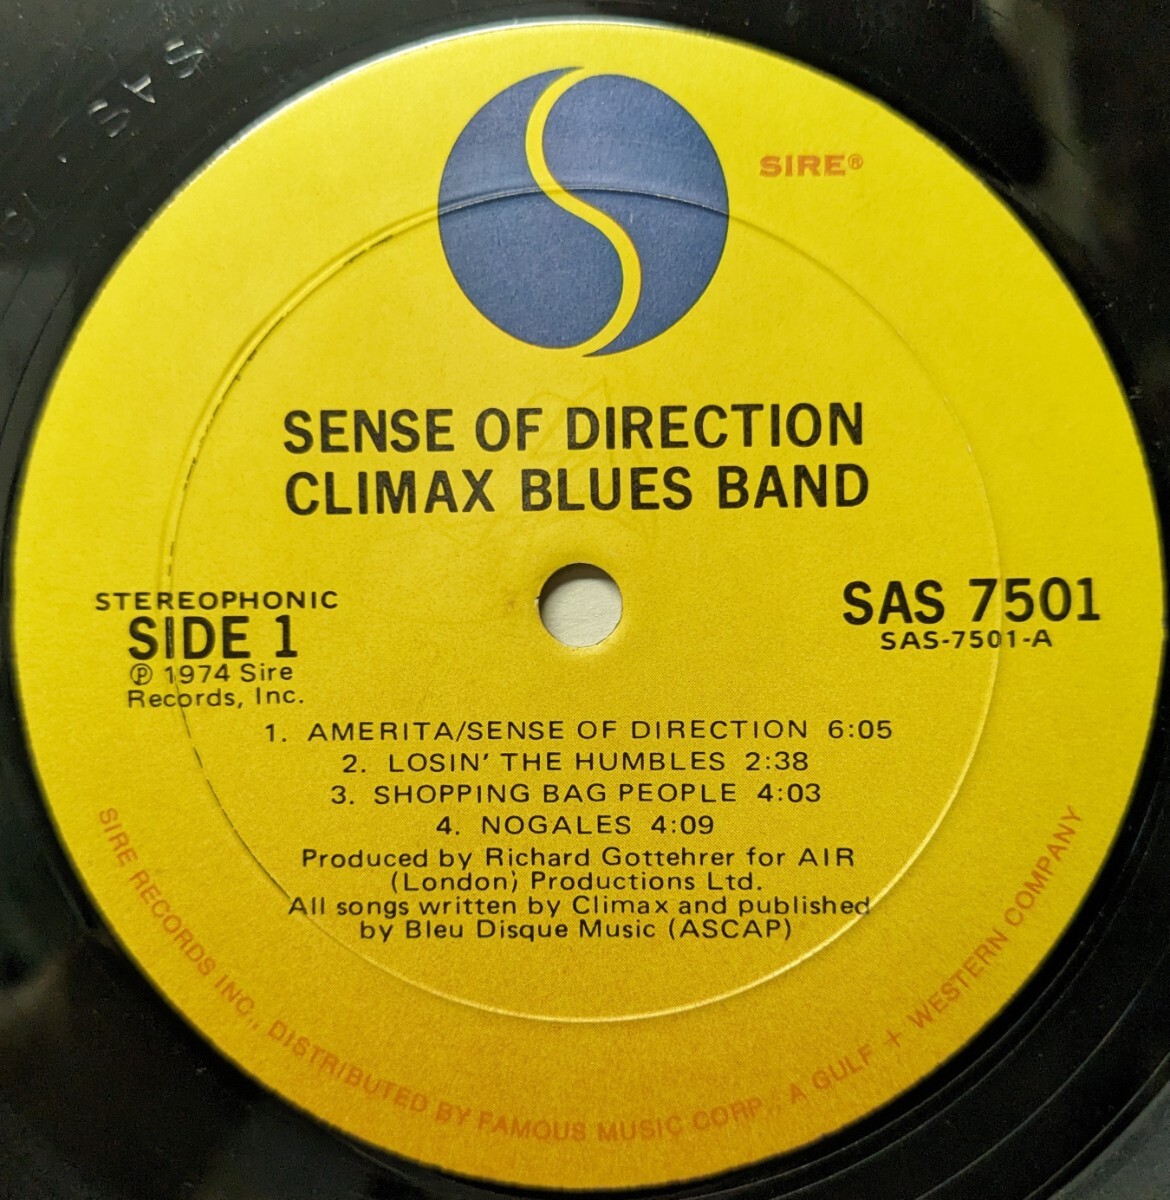 SAS
SIRE®
SENSE OF DIRECTION
CLIMAX BLUES BAND
STEREOPHONIC
SIDE 1
℗ 1974 Sire
Records, Inc.
SAS 7501
SAS-7501-A
1. AMERITA/SENSE OF DIRECTION 6:05
2. LOSIN' THE HUMBLES 2:38
3. SHOPPING BAG PEOPLE 4:03
4. NOGALES 4:09
Produced by Richard Gottehrer for AIR
(London) Productions Ltd.
All songs written by Climax and published
by Bleu Disque Music (ASCAP)
SIRE RECORDS INC., DISTRIBUTED BY FAMOUS MUSIC CORP., A GULF + WESTERN COMPANY